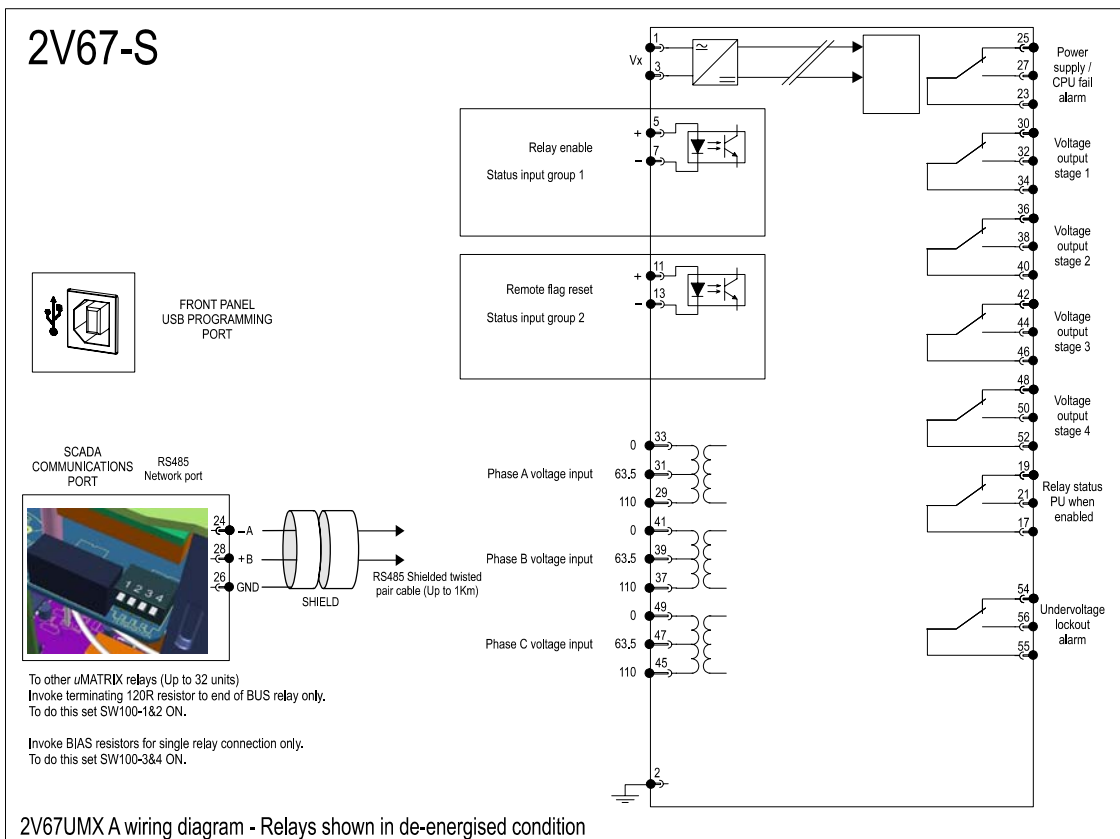 2V67-S
1
3
Vx
25
27
23
Power
supply /
CPU fail
alarm
Relay enable
Status input group 1
+
5
7
−
30
32
34
Voltage
output
stage 1
36
38
40
Voltage
output
stage 2
Remote flag reset
Status input group 2
+
11
13
−
42
44
46
Voltage
output
stage 3
FRONT PANEL
USB PROGRAMMING
PORT
48
50
52
Voltage
output
stage 4
Phase A voltage input
0
33
63.5
31
110
29
19
21
17
Relay status
PU when
enabled
Phase B voltage input
0
41
63.5
39
110
37
Phase C voltage input
0
49
63.5
47
110
45
54
56
55
Undervoltage
lockout
alarm
SCADA
COMMUNICATIONS
PORT
RS485
Network port
1 2 3 4
24
−A
28
+B
26
GND
SHIELD
RS485 Shielded twisted
pair cable (Up to 1Km)
To other uMATRIX relays (Up to 32 units)
Invoke terminating 120R resistor to end of BUS relay only.
To do this set SW100-1&2 ON.
Invoke BIAS resistors for single relay connection only.
To do this set SW100-3&4 ON.
2
2V67UMX A wiring diagram - Relays shown in de-energised condition